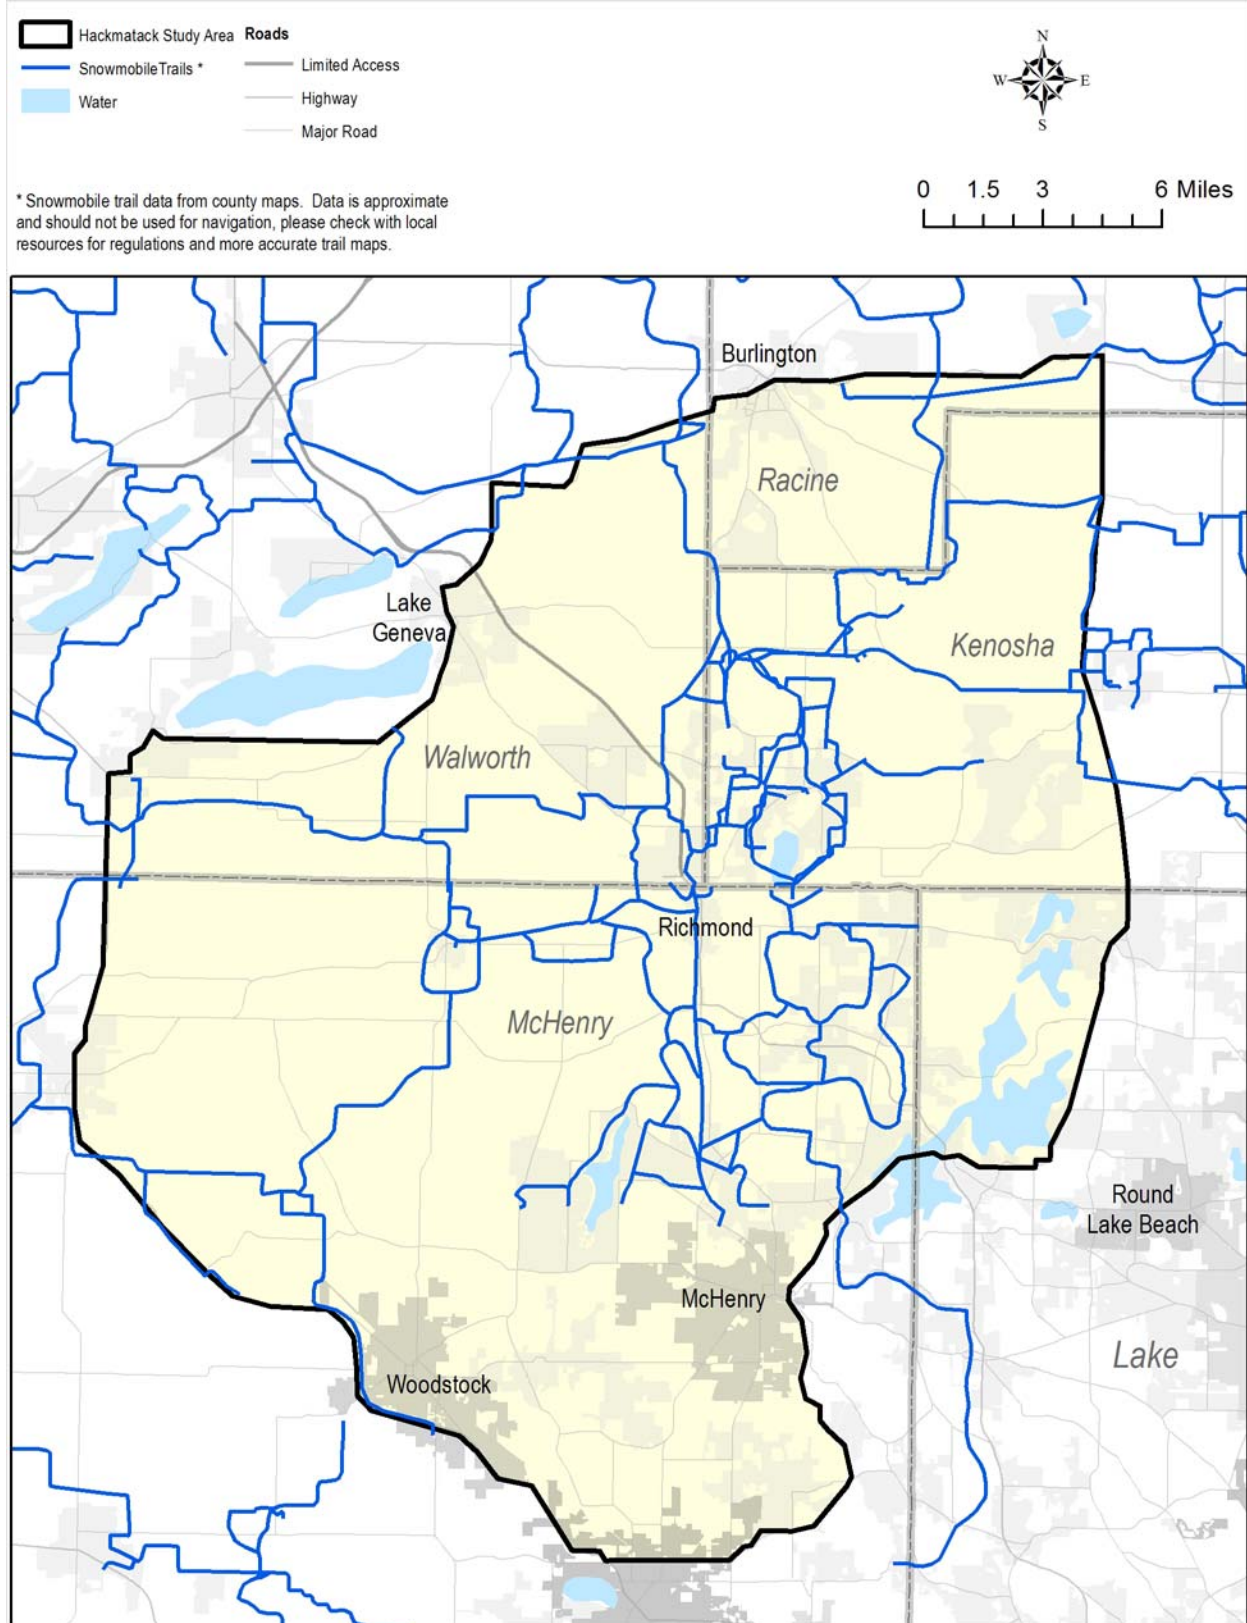 Hackmatack Study Area
Roads
SnowmobileTrails *
Limited Access
Water
Highway
Major Road
N
W
E
S
* Snowmobile trail data from county maps. Data is approximate
and should not be used for navigation, please check with local
resources for regulations and more accurate trail maps.
0 1.5 3 6 Miles
Burlington
Racine
Lake
Geneva
Kenosha
Walworth
Richmond
McHenry
Round
Lake Beach
McHenry
Lake
Woodstock